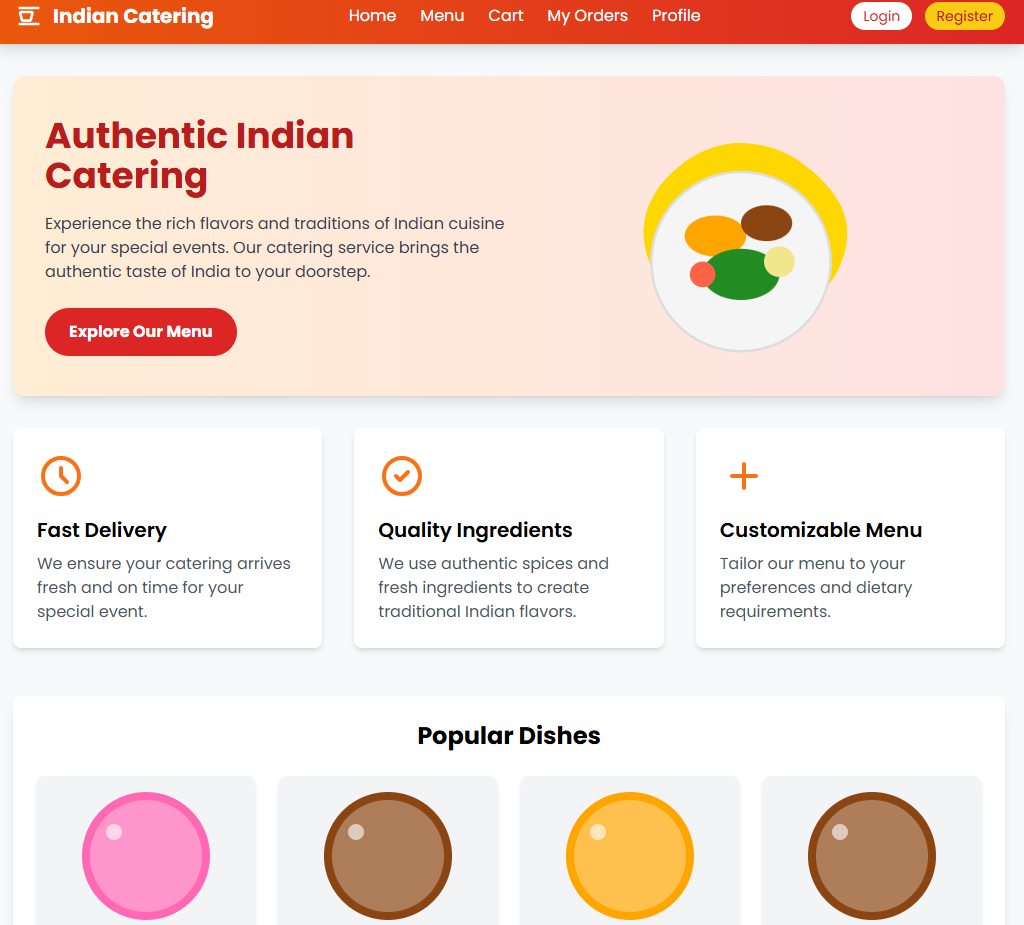 Indian Catering
Home Menu Cart My Orders Profile
Login Register
Authentic Indian
Catering
Experience the rich flavors and traditions of Indian cuisine
for your special events. Our catering service brings the
authentic taste of India to your doorstep.
Explore Our Menu
Fast Delivery
We ensure your catering arrives
fresh and on time for your
special event.
Quality Ingredients
We use authentic spices and
fresh ingredients to create
traditional Indian flavors.
Customizable Menu
Tailor our menu to your
preferences and dietary
requirements.
Popular Dishes